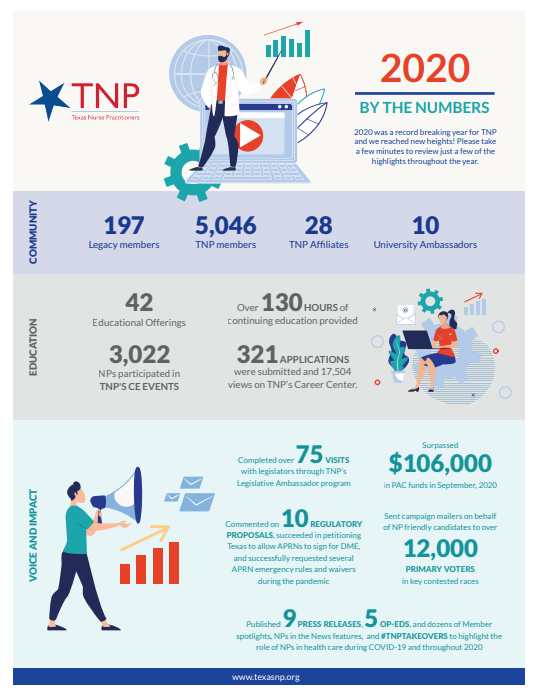 TNP
Texas Nurse Practitioners
2020
BY THE NUMBERS
2020 was a record breaking year for TNP
and we reached new heights! Please take
a few minutes to review just a few of the
highlights throughout the year.
COMMUNITY
197
Legacy members
5,046
TNP members
28
TNP Affiliates
10
University Ambassadors
EDUCATION
42
Educational Offerings
Over 130 HOURS of
continuing education provided
3,022
NPs participated in
TNP'S CE EVENTS
321 APPLICATIONS
were submitted and 17,504
views on TNP's Career Center.
VOICE AND IMPACT
Completed over 75 VISITS
with legislators through TNP's
Legislative Ambassador program
Surpassed
$106,000
in PAC funds in September, 2020
Commented on 10 REGULATORY
PROPOSALS, succeeded in petitioning
Texas to allow APRNs to sign for DME,
and successfully requested several
APRN emergency rules and waivers
during the pandemic
Sent campaign mailers on behalf
of NP friendly candidates to over
12,000
PRIMARY VOTERS
in key contested races
Published 9 PRESS RELEASES, 5 OP-EDS, and dozens of Member
spotlights, NPs in the News features, and #TNPTAKEOVERS to highlight the
role of NPs in health care during COVID-19 and throughout 2020
www.texasnp.org